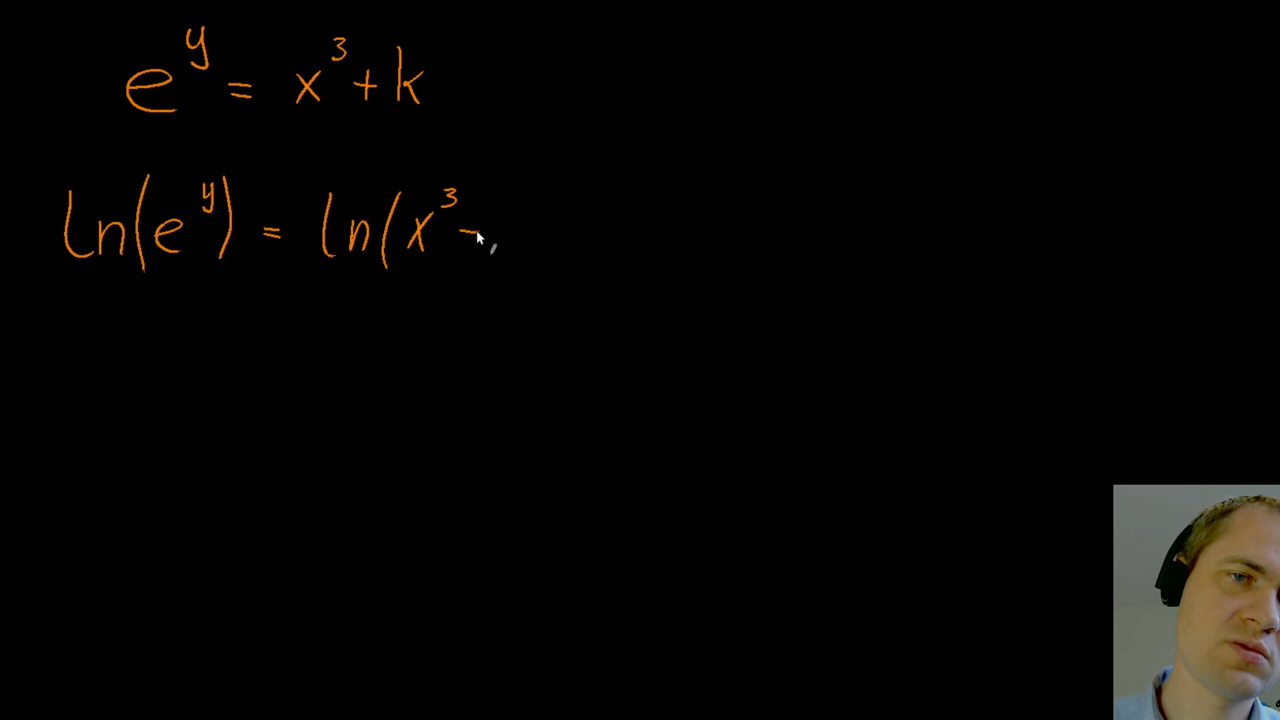 e^y = x^3 + k
ln(e^y) = ln(x^3 -